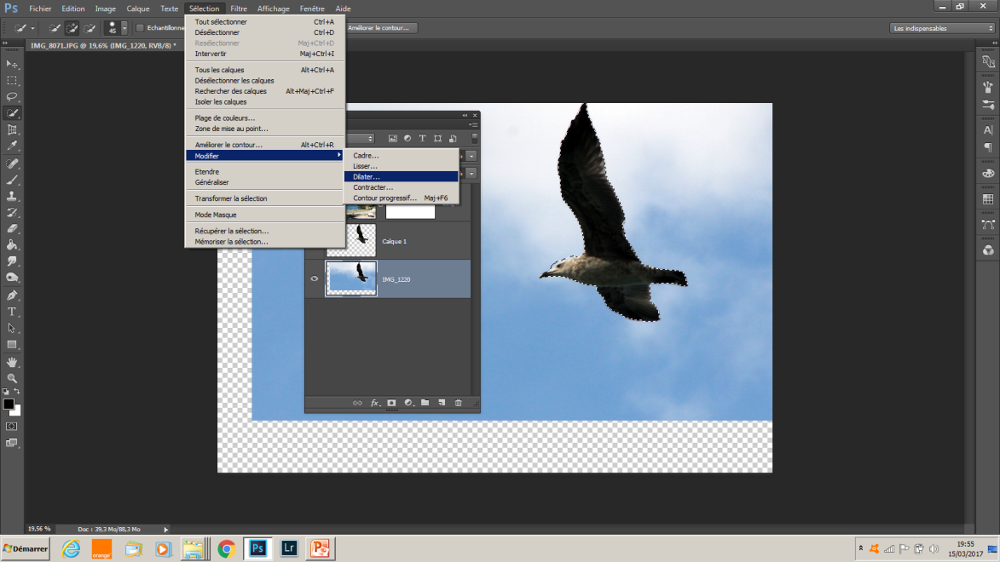 Ps Fichier Edition Image Calque Texte Sélection Filtre Affichage Fenêtre Aide
45 Echantillonne
Améliorer le contour...
Les indispensables
IMG_8071.JPG @ 19,6% (IMG_1220, RVB/8) *
Tout sélectionner Ctrl+A
Désélectionner Ctrl+D
Resélectionner Maj+Ctrl+D
Intervertir Maj+Ctrl+I
Tous les calques Alt+Ctrl+A
Désélectionner les calques
Rechercher des calques Alt+Maj+Ctrl+F
Isoler les calques
Plage de couleurs...
Zone de mise au point...
Améliorer le contour... Alt+Ctrl+R
Modifier
Etendre
Généraliser
Transformer la sélection
Mode Masque
Récupérer la sélection...
Mémoriser la sélection...
Cadre...
Lisser...
Dilater...
Contracter...
Contour progressif... Maj+F6
Calque 1
IMG_1220
fx
19,56 % Doc : 39,3 Mo/88,3 Mo
Démarrer
orange
Ps
Lr
19:55
15/03/2017